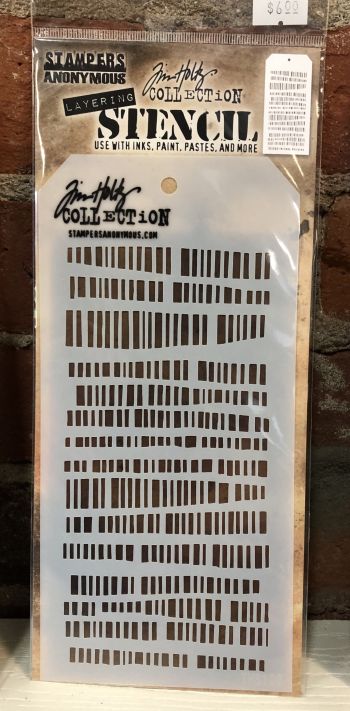 $6.00
STAMPERS
ANONYMOUS
Tim Holtz
COLLECTION
LAYERING
STENCIL
USE WITH INKS, PAINT, PASTES, AND MORE
Tim Holtz
COLLECTION
STAMPERSANONYMOUS.COM